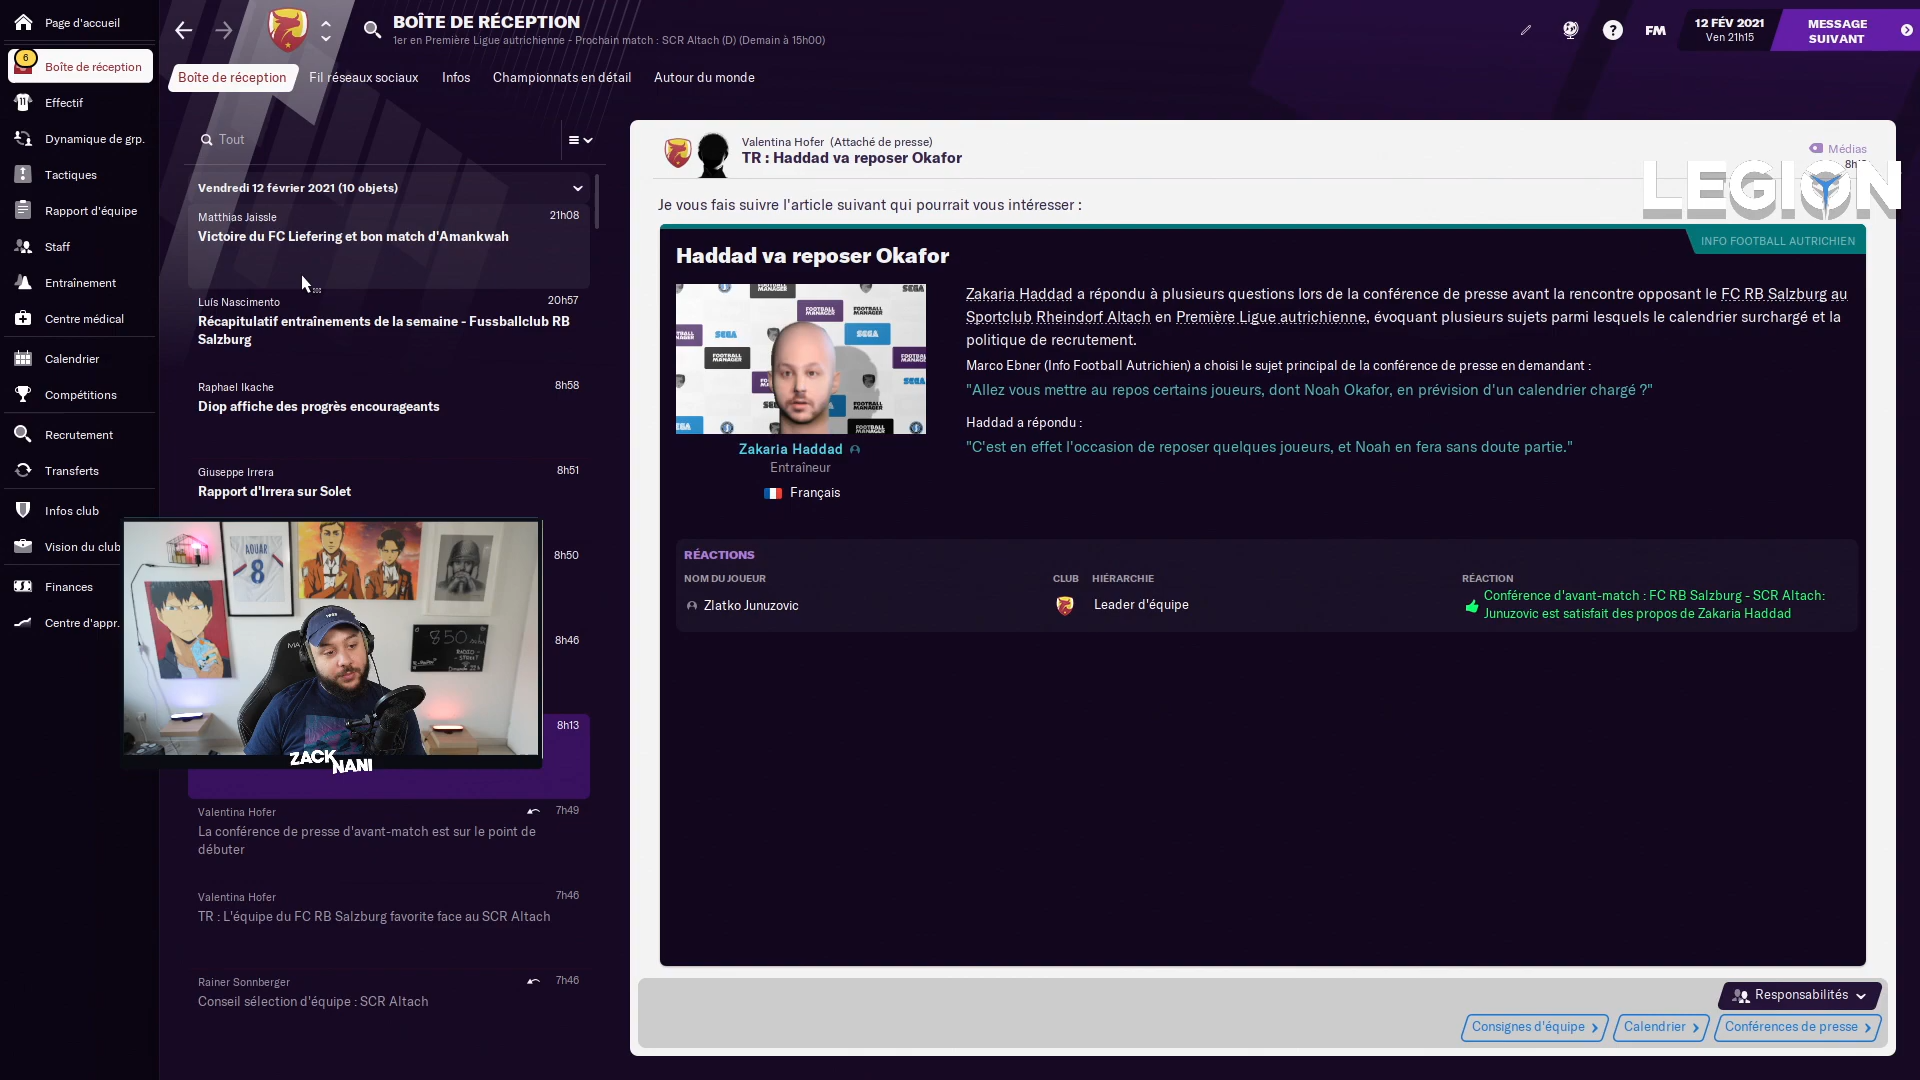 Page d'accueil
6
Boîte de réception
Effectif
Dynamique de grp.
Tactiques
Rapport d'équipe
Staff
Entraînement
Centre médical
Calendrier
Compétitions
Recrutement
Transferts
Infos club
Vision du club
Finances
Centre d'appr.
BOÎTE DE RÉCEPTION
1er en Première Ligue autrichienne - Prochain match : SCR Altach (D) (Demain à 15h00)
FM
12 FÉV 2021
Ven 21h15
MESSAGE SUIVANT
Boîte de réception
Fil réseaux sociaux
Infos
Championnats en détail
Autour du monde
Tout
Vendredi 12 février 2021 (10 objets)
Matthias Jaissle
21h08
Victoire du FC Liefering et bon match d'Amankwah
Luís Nascimento
20h57
Récapitulatif entraînements de la semaine - Fussballclub RB
Salzburg
Raphael Ikache
8h58
Diop affiche des progrès encourageants
Giuseppe Irrera
8h51
Rapport d'Irrera sur Solet
8h50
8h46
8h13
AOUAR
8
850
RADIO
STREET
ZACK
NANI
Valentina Hofer
7h49
La conférence de presse d'avant-match est sur le point de
débuter
Valentina Hofer
7h46
TR : L'équipe du FC RB Salzburg favorite face au SCR Altach
Rainer Sonnberger
7h46
Conseil sélection d'équipe : SCR Altach
Valentina Hofer (Attaché de presse)
TR : Haddad va reposer Okafor
Médias
LEGION
Je vous fais suivre l'article suivant qui pourrait vous intéresser :
INFO FOOTBALL AUTRICHIEN
Haddad va reposer Okafor
FOOTBALL MANAGER
SEGA
Zakaria Haddad
Entraîneur
Français
Zakaria Haddad a répondu à plusieurs questions lors de la conférence de presse avant la rencontre opposant le FC RB Salzburg au
Sportclub Rheindorf Altach en Première Ligue autrichienne, évoquant plusieurs sujets parmi lesquels le calendrier surchargé et la
politique de recrutement.
Marco Ebner (Info Football Autrichien) a choisi le sujet principal de la conférence de presse en demandant :
"Allez vous mettre au repos certains joueurs, dont Noah Okafor, en prévision d'un calendrier chargé ?"
Haddad a répondu :
"C'est en effet l'occasion de reposer quelques joueurs, et Noah en fera sans doute partie."
RÉACTIONS
NOM DU JOUEUR
CLUB
HIÉRARCHIE
RÉACTION
Zlatko Junuzovic
Leader d'équipe
Conférence d'avant-match : FC RB Salzburg - SCR Altach:
Junuzovic est satisfait des propos de Zakaria Haddad
Responsabilités
Consignes d'équipe
Calendrier
Conférences de presse